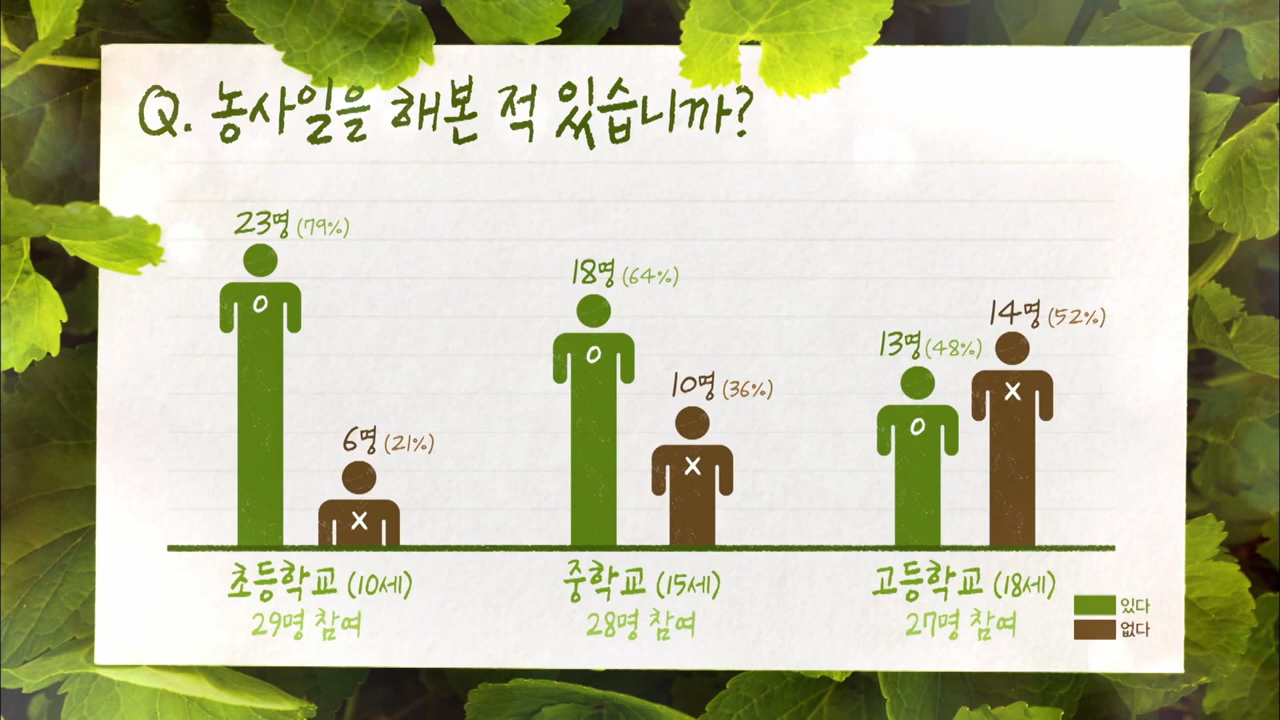 Q. 농사일을 해본 적 있습니까?
23명 (79%)
6명 (21%)
18명 (64%)
10명 (36%)
13명 (48%)
14명 (52%)
O
X
O
X
O
X
초등학교 (10세)
29명 참여
중학교 (15세)
28명 참여
고등학교 (18세)
27명 참여
있다
없다